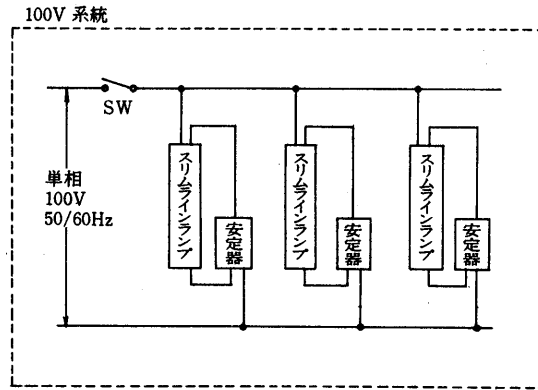 100V 系統
SW
単相
100V
50/60Hz
スリムラインランプ
安定器
スリムラインランプ
安定器
スリムラインランプ
安定器